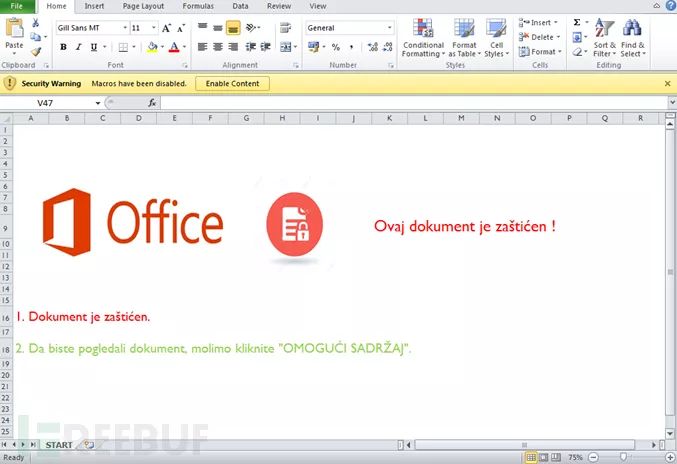 File Home Insert Page Layout Formulas Data Review View
Paste
Gill Sans MT 11 A A
B I U
General
$ % ,
Conditional Formatting Format as Table Cell Styles
Insert
Delete
Format
Sort & Filter Find & Select
Clipboard Font Alignment Number Styles Cells Editing
Security Warning Macros have been disabled. Enable Content
V47 fx
A B C D E F G H I J K L M N O P Q R
1
2
3
4
5
6
7
8
Office
Ovaj dokument je zaštićen !
9
10
11
12
13
14
15
16 1. Dokument je zaštićen.
17
18 2. Da biste pogledali dokument, molimo kliknite "OMOGUĆI SADRŽAJ".
19
20
21
22
23
24
25
REEBUF
START
Ready 75%